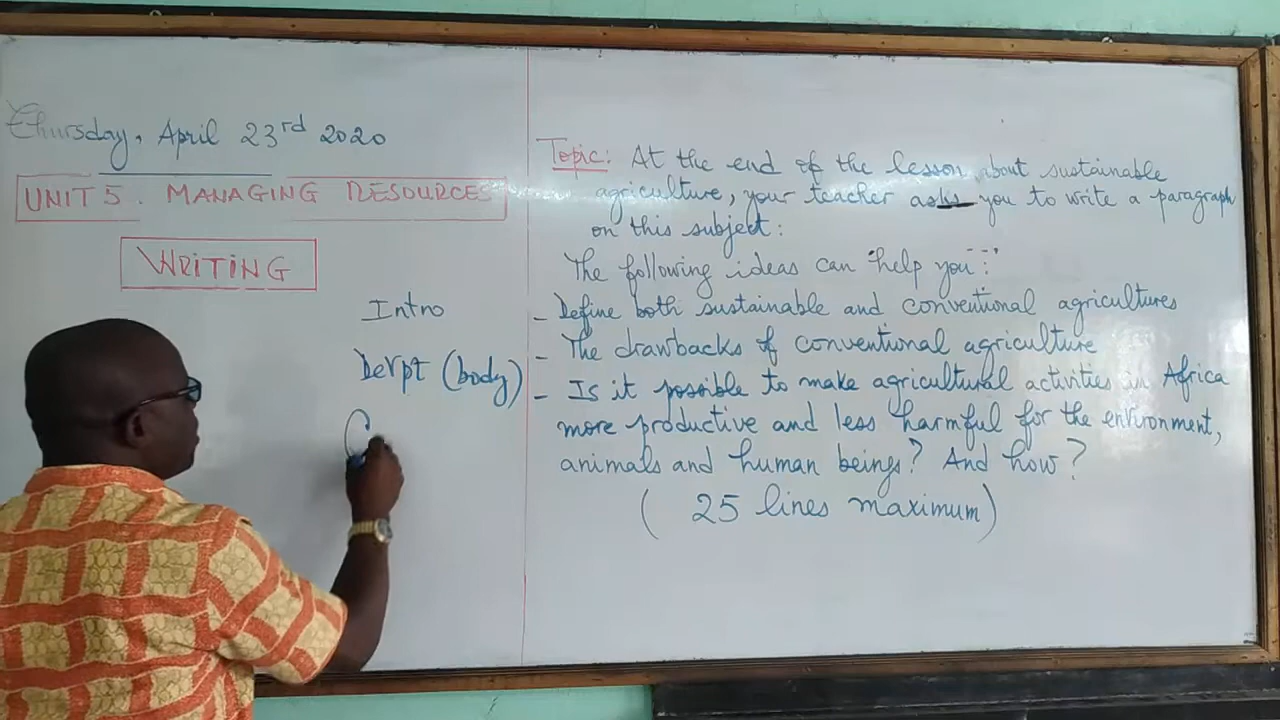 Thursday, April 23rd 2020
UNIT 5. MANAGING RESOURCES
WRITING
Intro
Devpt (body)
C
Topic: At the end of the lesson about sustainable
agriculture, your teacher asks you to write a paragraph
on this subject:
The following ideas can help you:
- Define both sustainable and conventional agricultures
- The drawbacks of conventional agriculture
- Is it possible to make agricultural activities in Africa
more productive and less harmful for the environment,
animals and human beings? And how?
( 25 lines maximum)